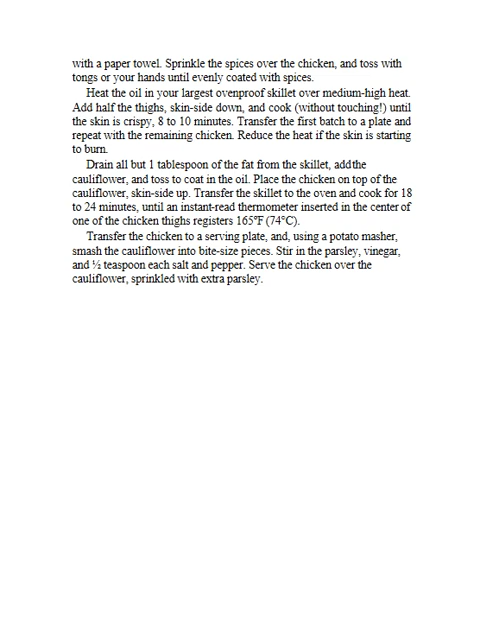 with a paper towel. Sprinkle the spices over the chicken, and toss with
tongs or your hands until evenly coated with spices.
Heat the oil in your largest ovenproof skillet over medium-high heat.
Add half the thighs, skin-side down, and cook (without touching!) until
the skin is crispy, 8 to 10 minutes. Transfer the first batch to a plate and
repeat with the remaining chicken. Reduce the heat if the skin is starting
to burn.
Drain all but 1 tablespoon of the fat from the skillet, add the
cauliflower, and toss to coat in the oil. Place the chicken on top of the
cauliflower, skin-side up. Transfer the skillet to the oven and cook for 18
to 24 minutes, until an instant-read thermometer inserted in the center of
one of the chicken thighs registers 165°F (74°C).
Transfer the chicken to a serving plate, and, using a potato masher,
smash the cauliflower into bite-size pieces. Stir in the parsley, vinegar,
and ½ teaspoon each salt and pepper. Serve the chicken over the
cauliflower, sprinkled with extra parsley.